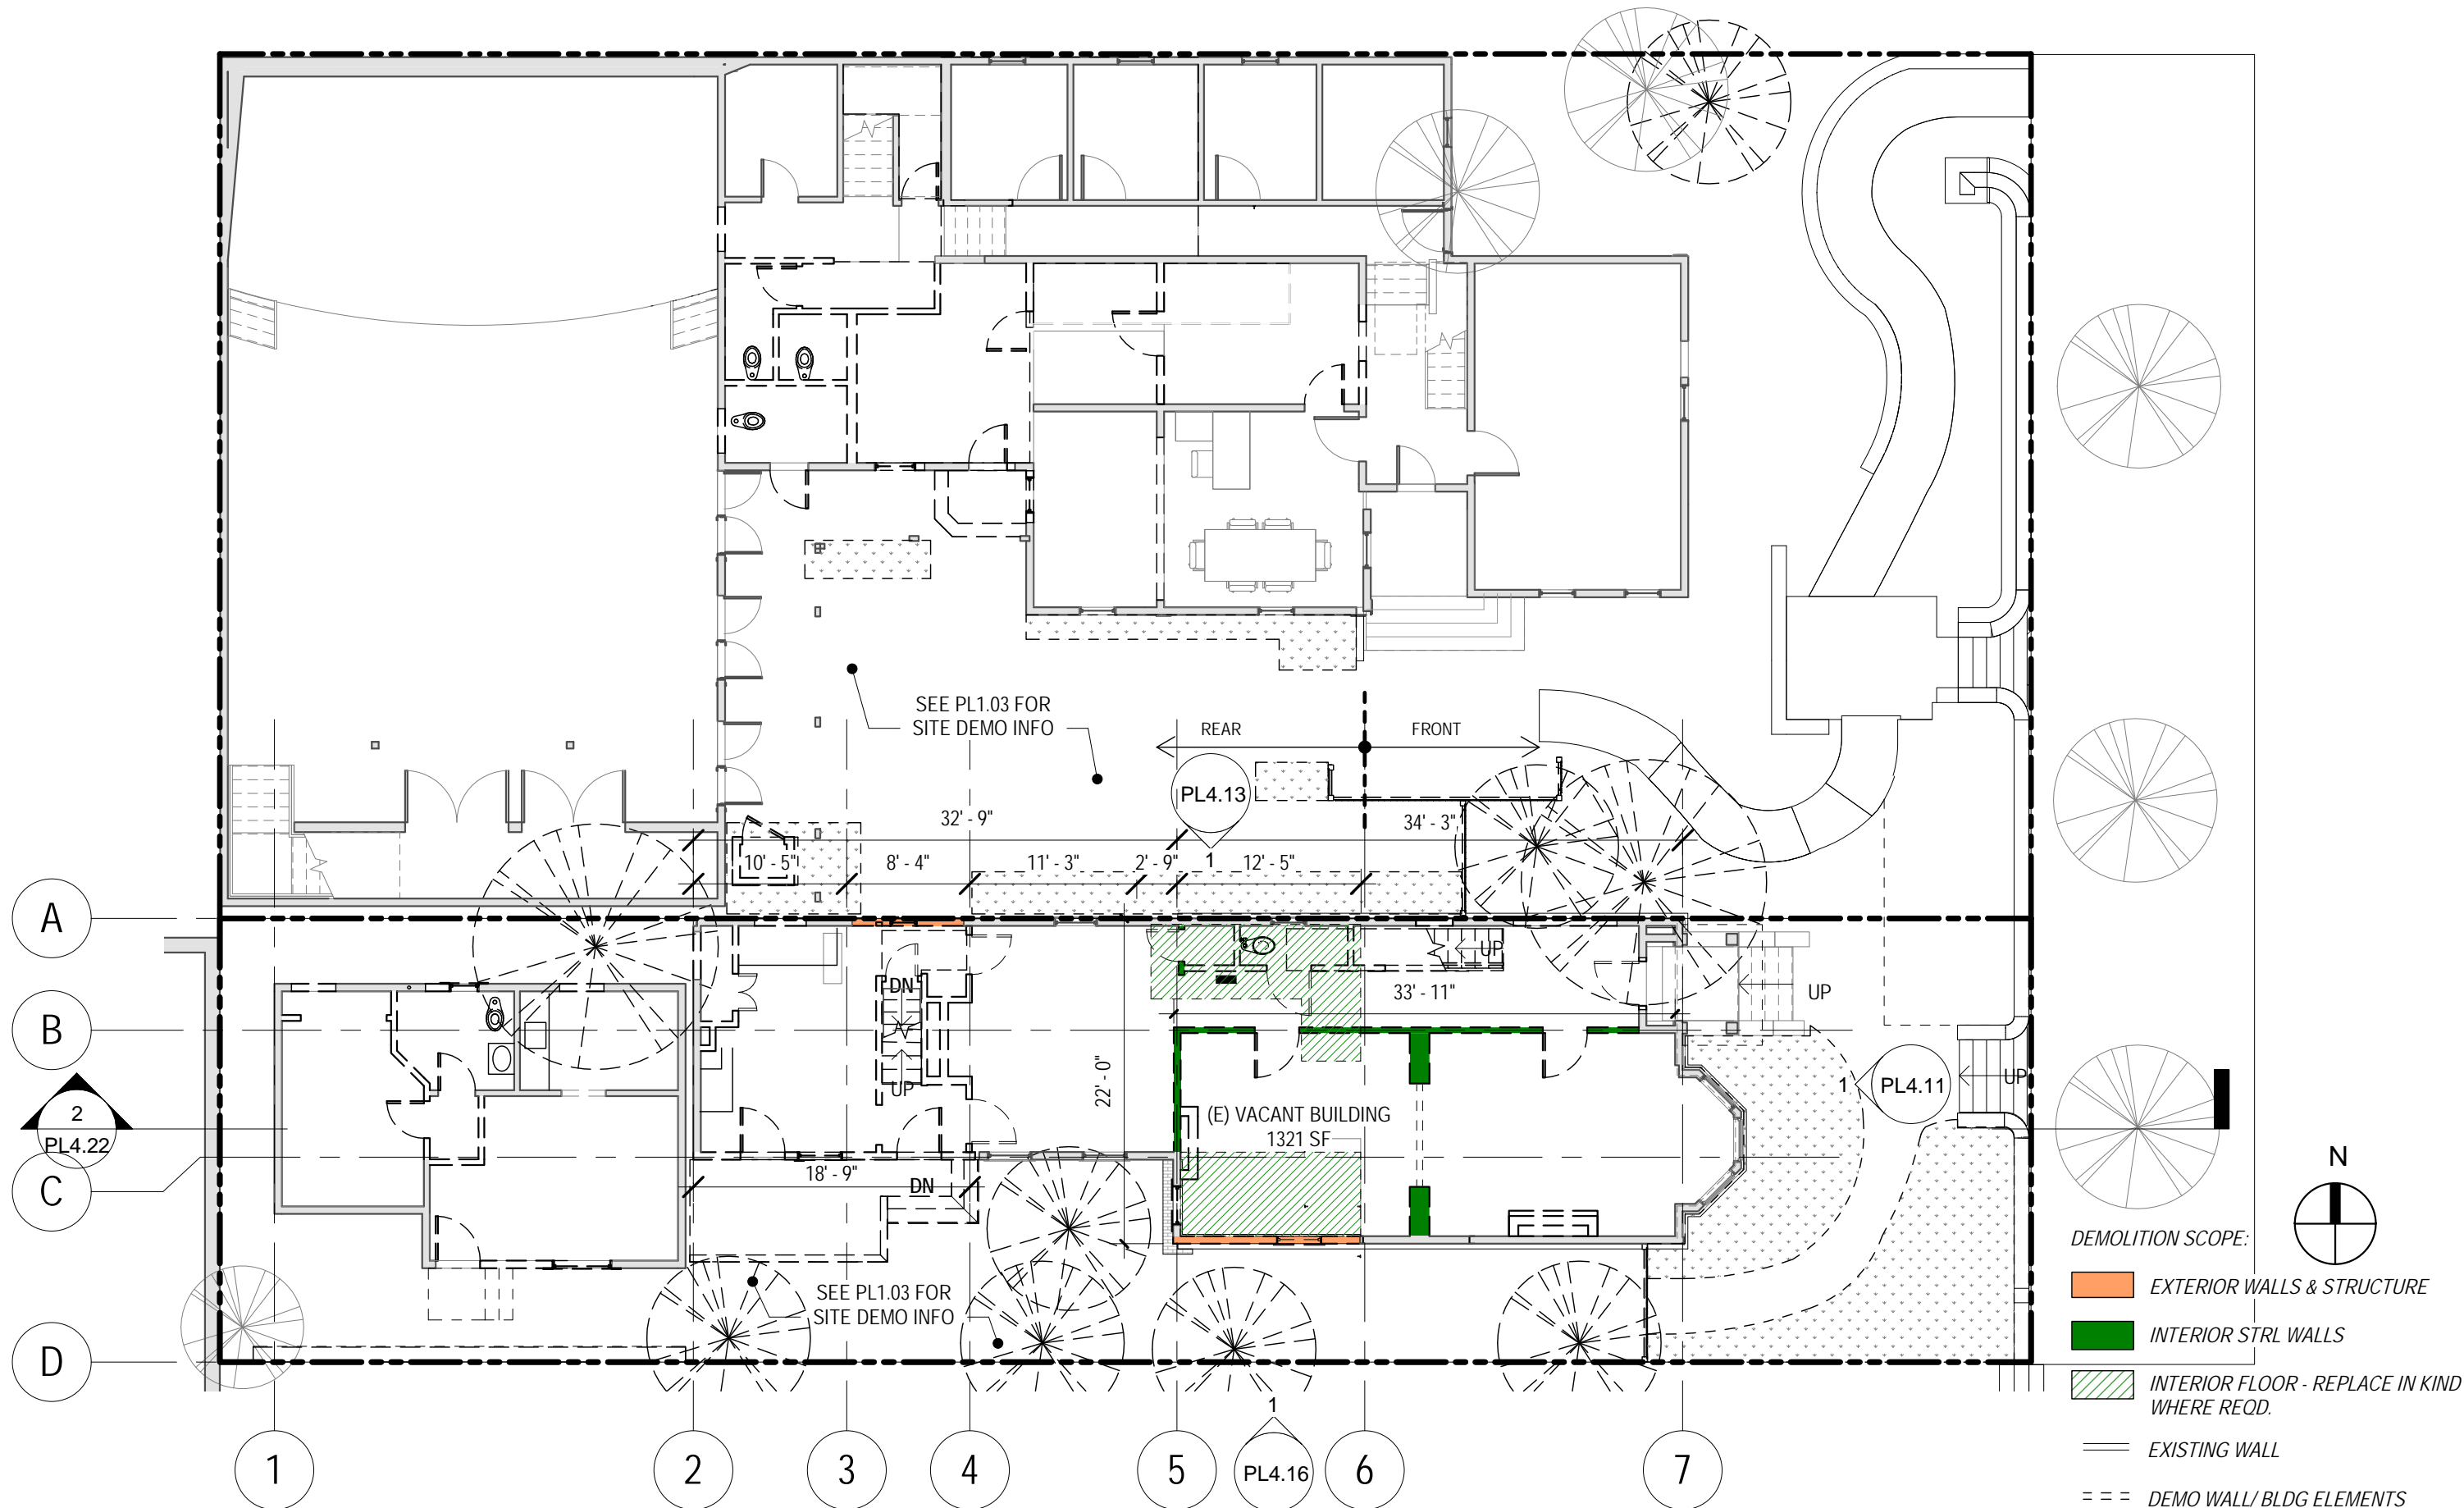 SEE PL1.03 FOR
SITE DEMO INFO
REAR
FRONT
PL4.13
1
32' - 9"
34' - 3"
10' - 5"
8' - 4"
11' - 3"
2' - 9"
12' - 5"
A
UP
DN
33' - 11"
UP
B
UP
22' - 0"
1
PL4.11
UP
2
PL4.22
(E) VACANT BUILDING
1321 SF
C
18' - 9"
DN
N
DEMOLITION SCOPE:
EXTERIOR WALLS & STRUCTURE
SEE PL1.03 FOR
SITE DEMO INFO
INTERIOR STRL WALLS
D
INTERIOR FLOOR - REPLACE IN KIND
WHERE REQD.
1
PL4.16
EXISTING WALL
1
2
3
4
5
6
7
DEMO WALL/ BLDG ELEMENTS